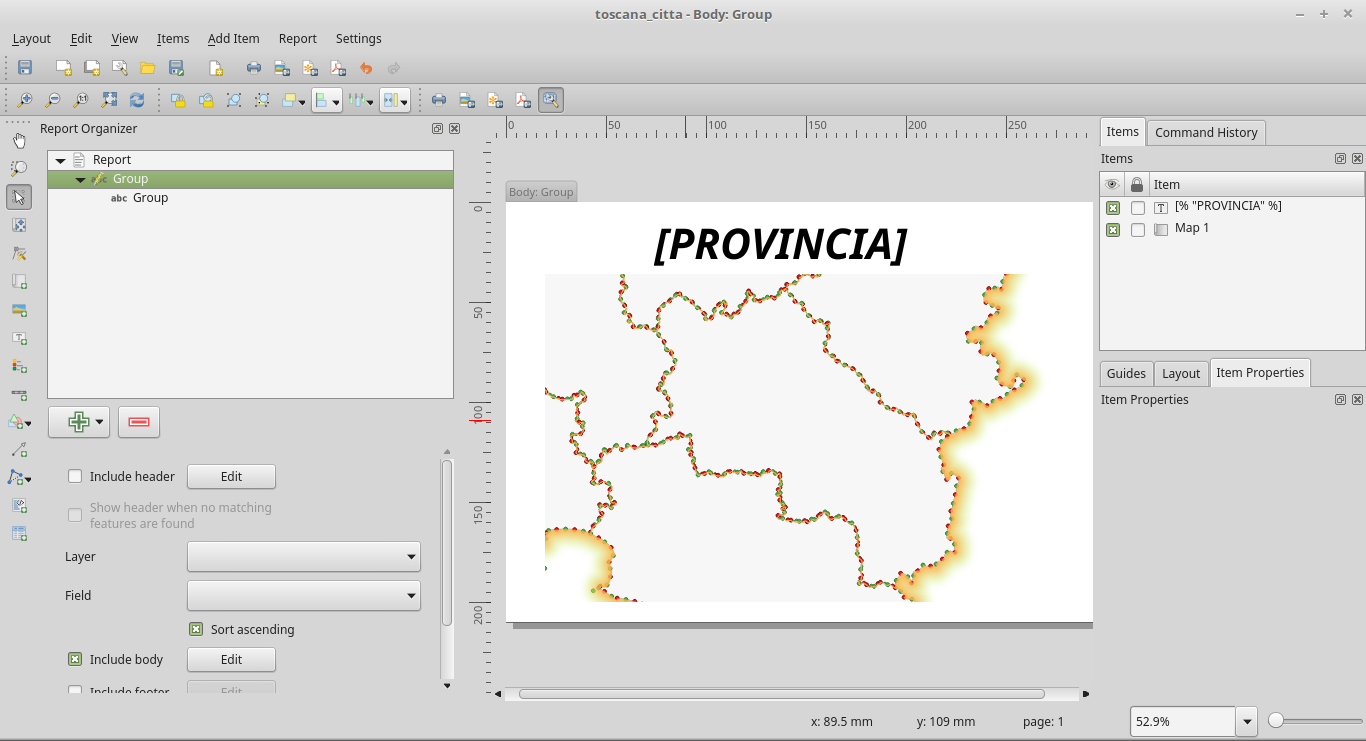 toscana_citta - Body: Group
Layout Edit View Items Add Item Report Settings
Report Organizer
Report
Group
abc Group
Include header Edit
Show header when no matching
features are found
Layer
Field
Sort ascending
Include body Edit
Include footer Edit
0 50 100 150 200 250
0
50
100
150
200
Body: Group
[PROVINCIA]
x: 89.5 mm y: 109 mm page: 1 52.9%
Items Command History
Items
Item
[% "PROVINCIA" %]
Map 1
Guides Layout Item Properties
Item Properties